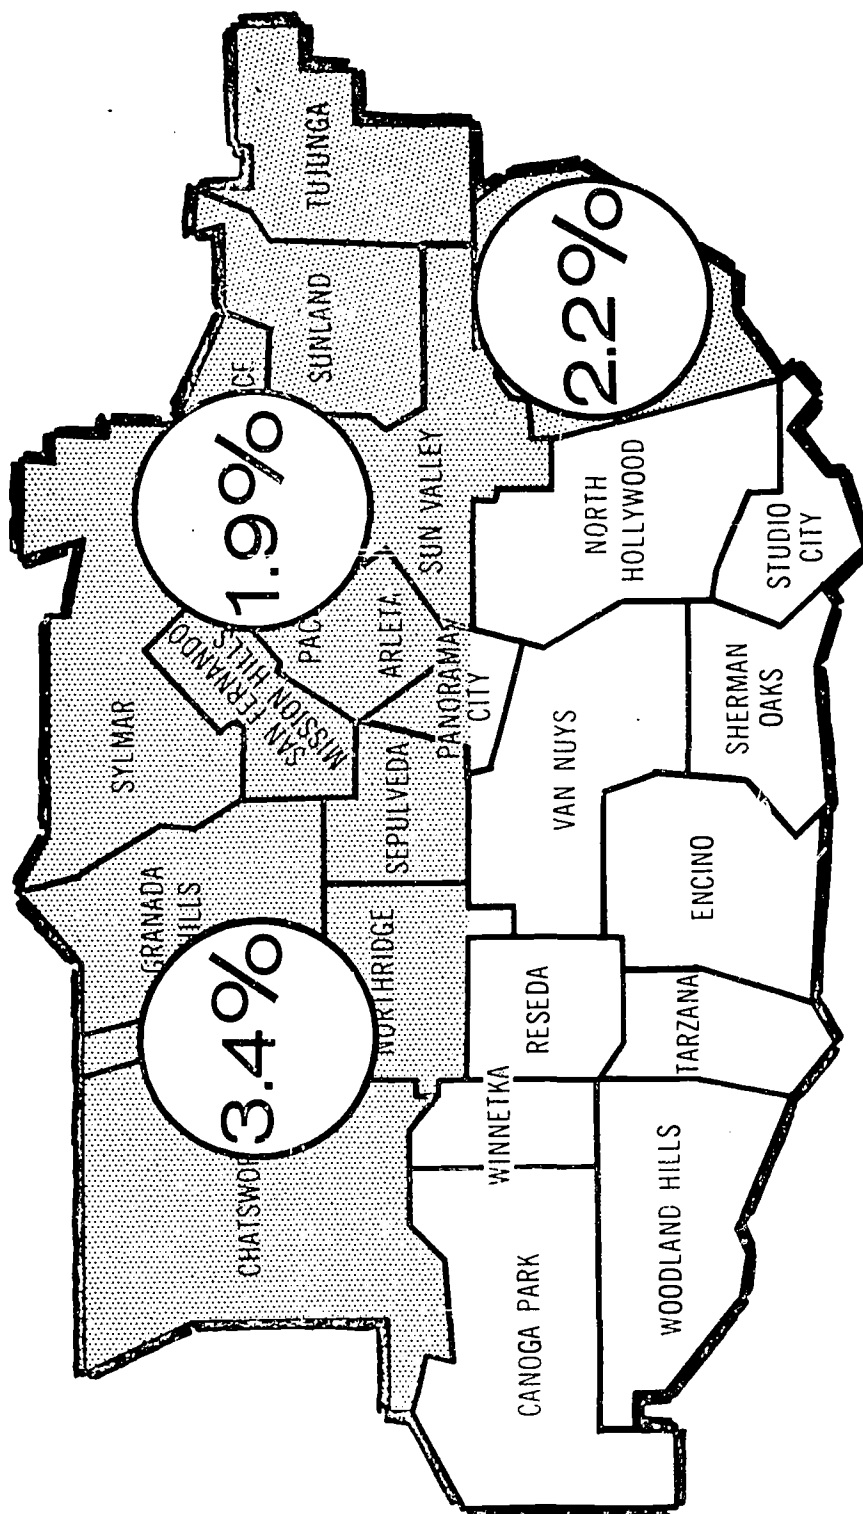 SYLMAR
TUJUNGA
GRANADA
HILLS
SAN FERNANDO
MISSION HILLS
SUNLAND
3.4%
1.9%
CHATSWO
PAC
CE
NORTHRIDGE
SEPULVEDA
ARLETA
SUN VALLEY
PANORAMA
CITY
2.2%
WINNETKA
CANOGA PARK
RESEDA
VAN NUYS
NORTH
HOLLYWOOD
WOODLAND HILLS
TARZANA
ENCINO
SHERMAN
OAKS
STUDIO
CITY